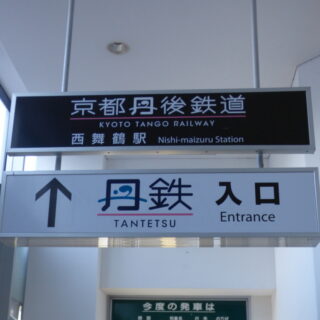 京都丹後鉄道
KYOTO TANGO RAILWAY
西舞鶴駅 Nishi-maizuru Station
丹鉄 入口
TANTETSU Entrance
今度の発車は